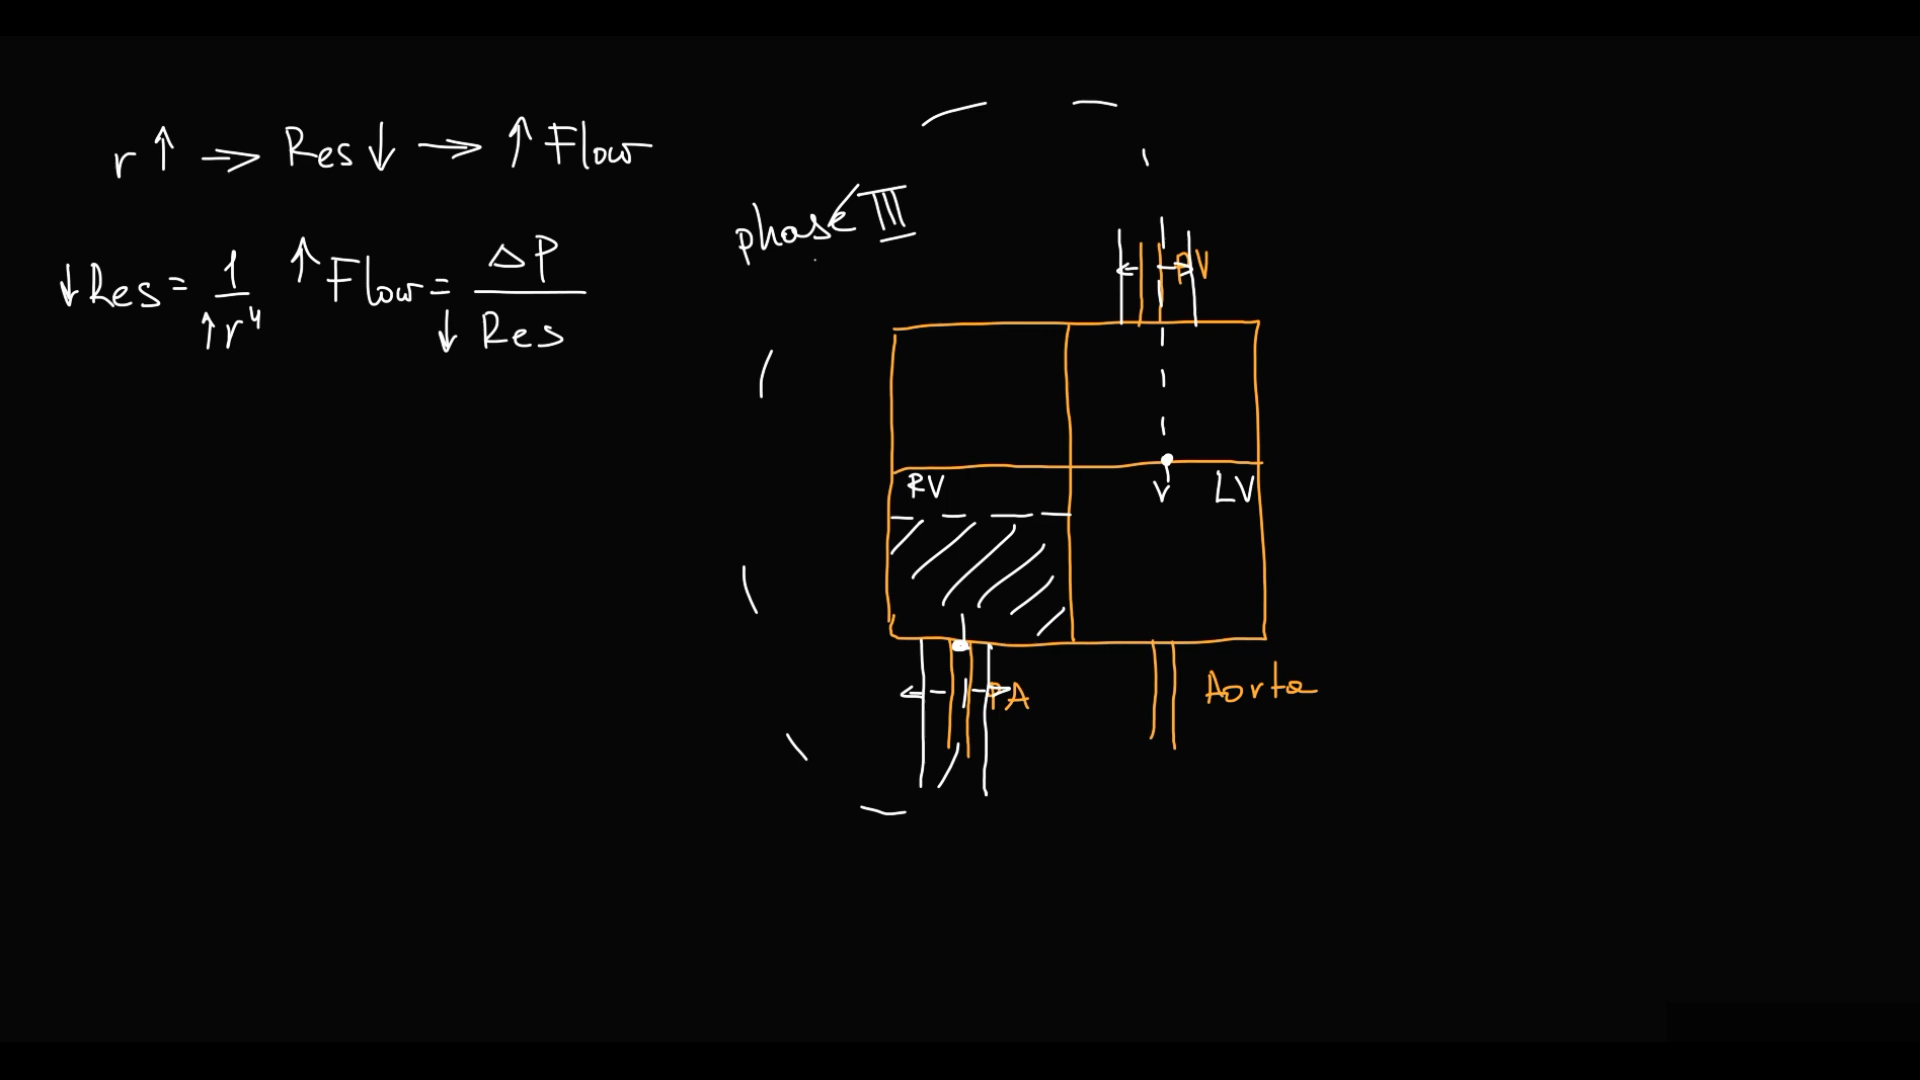 r ↑ → Res ↓ → ↑ Flow
↓ Res = 1 / ↑ r⁴
↑ Flow = ΔP / ↓ Res
phase III
PV
RV
LV
PA
Aorta